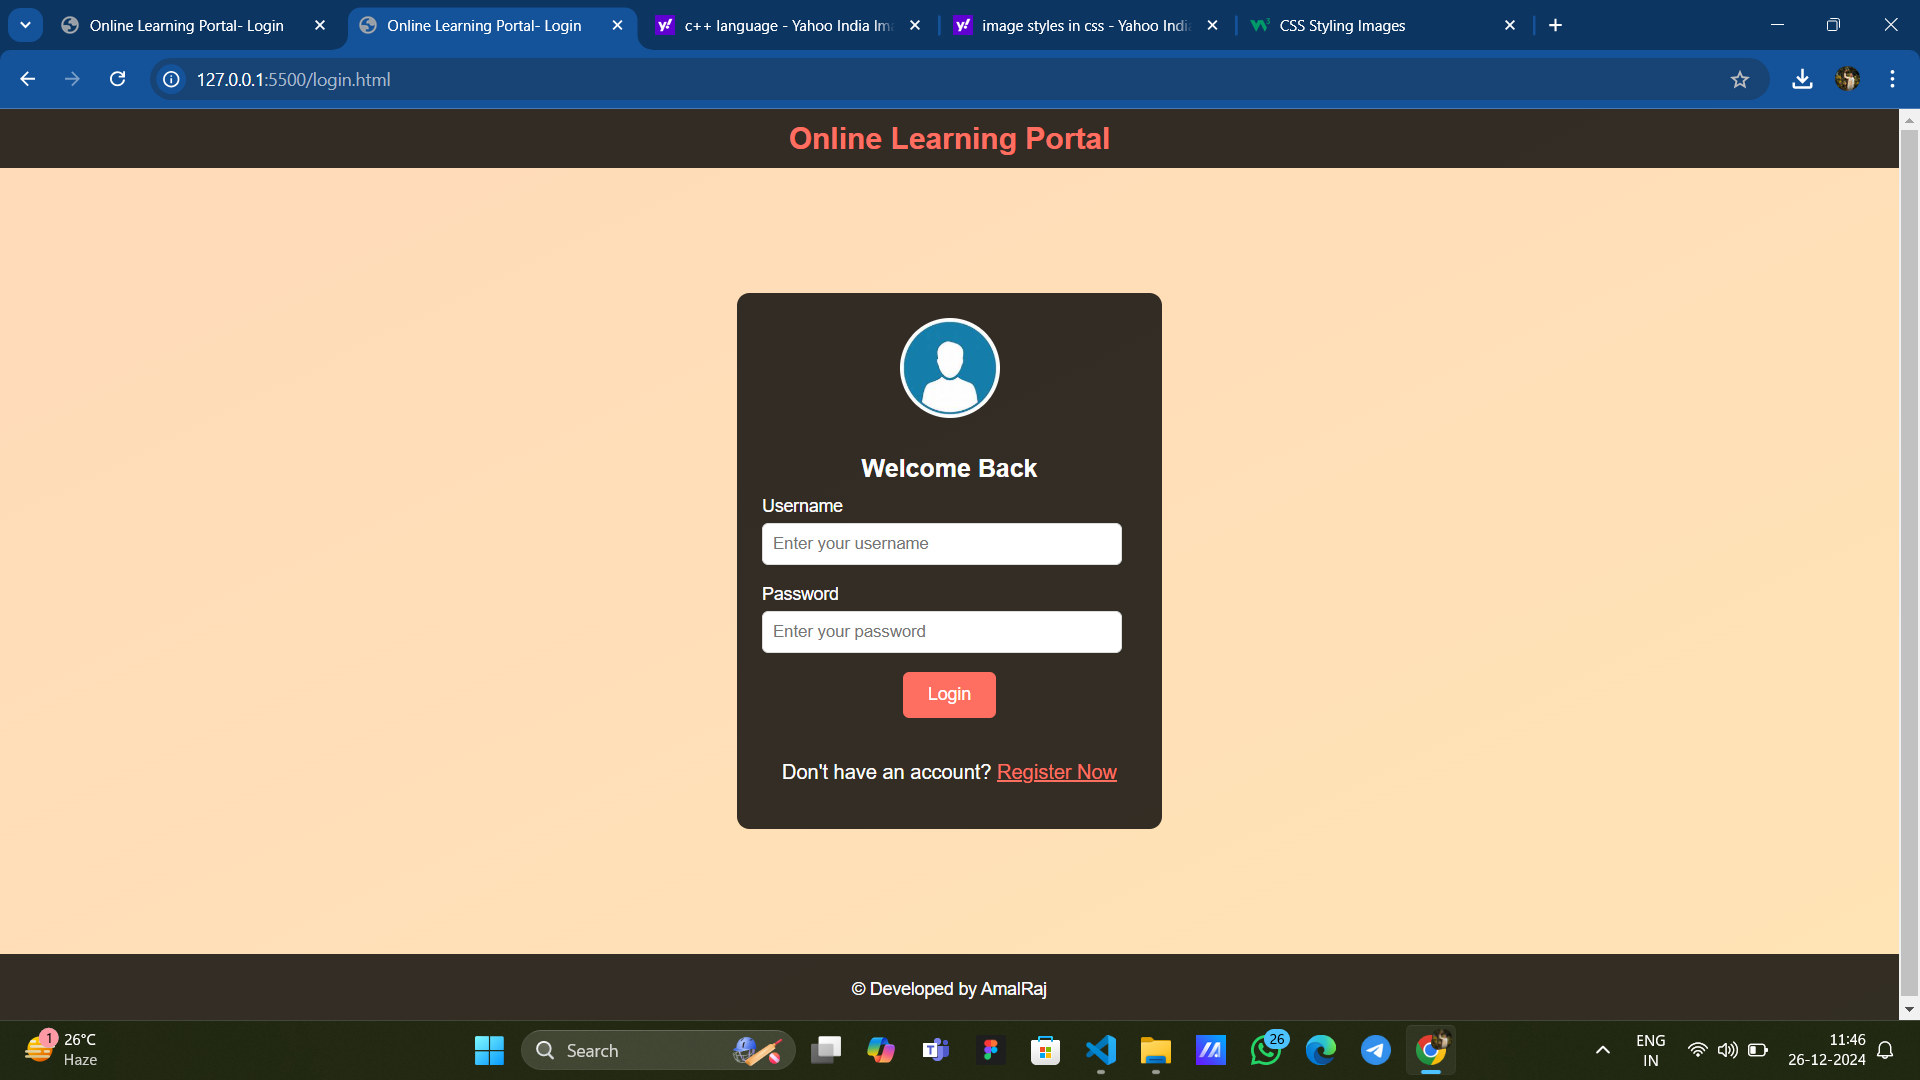 Online Learning Portal- Login
Online Learning Portal- Login
c++ language - Yahoo India Im
image styles in css - Yahoo Indi
CSS Styling Images
127.0.0.1:5500/login.html
Online Learning Portal
Welcome Back
Username
Enter your username
Password
Enter your password
Login
Don't have an account? Register Now
© Developed by AmalRaj
1
26°C
Haze
Search
26
ENG
IN
11:46
26-12-2024